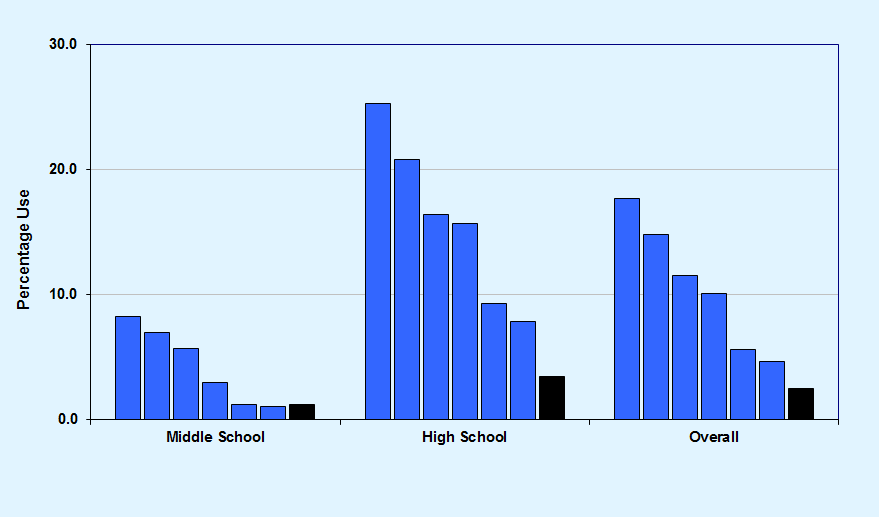 30.0
20.0
10.0
0.0
Percentage Use
Middle School
High School
Overall